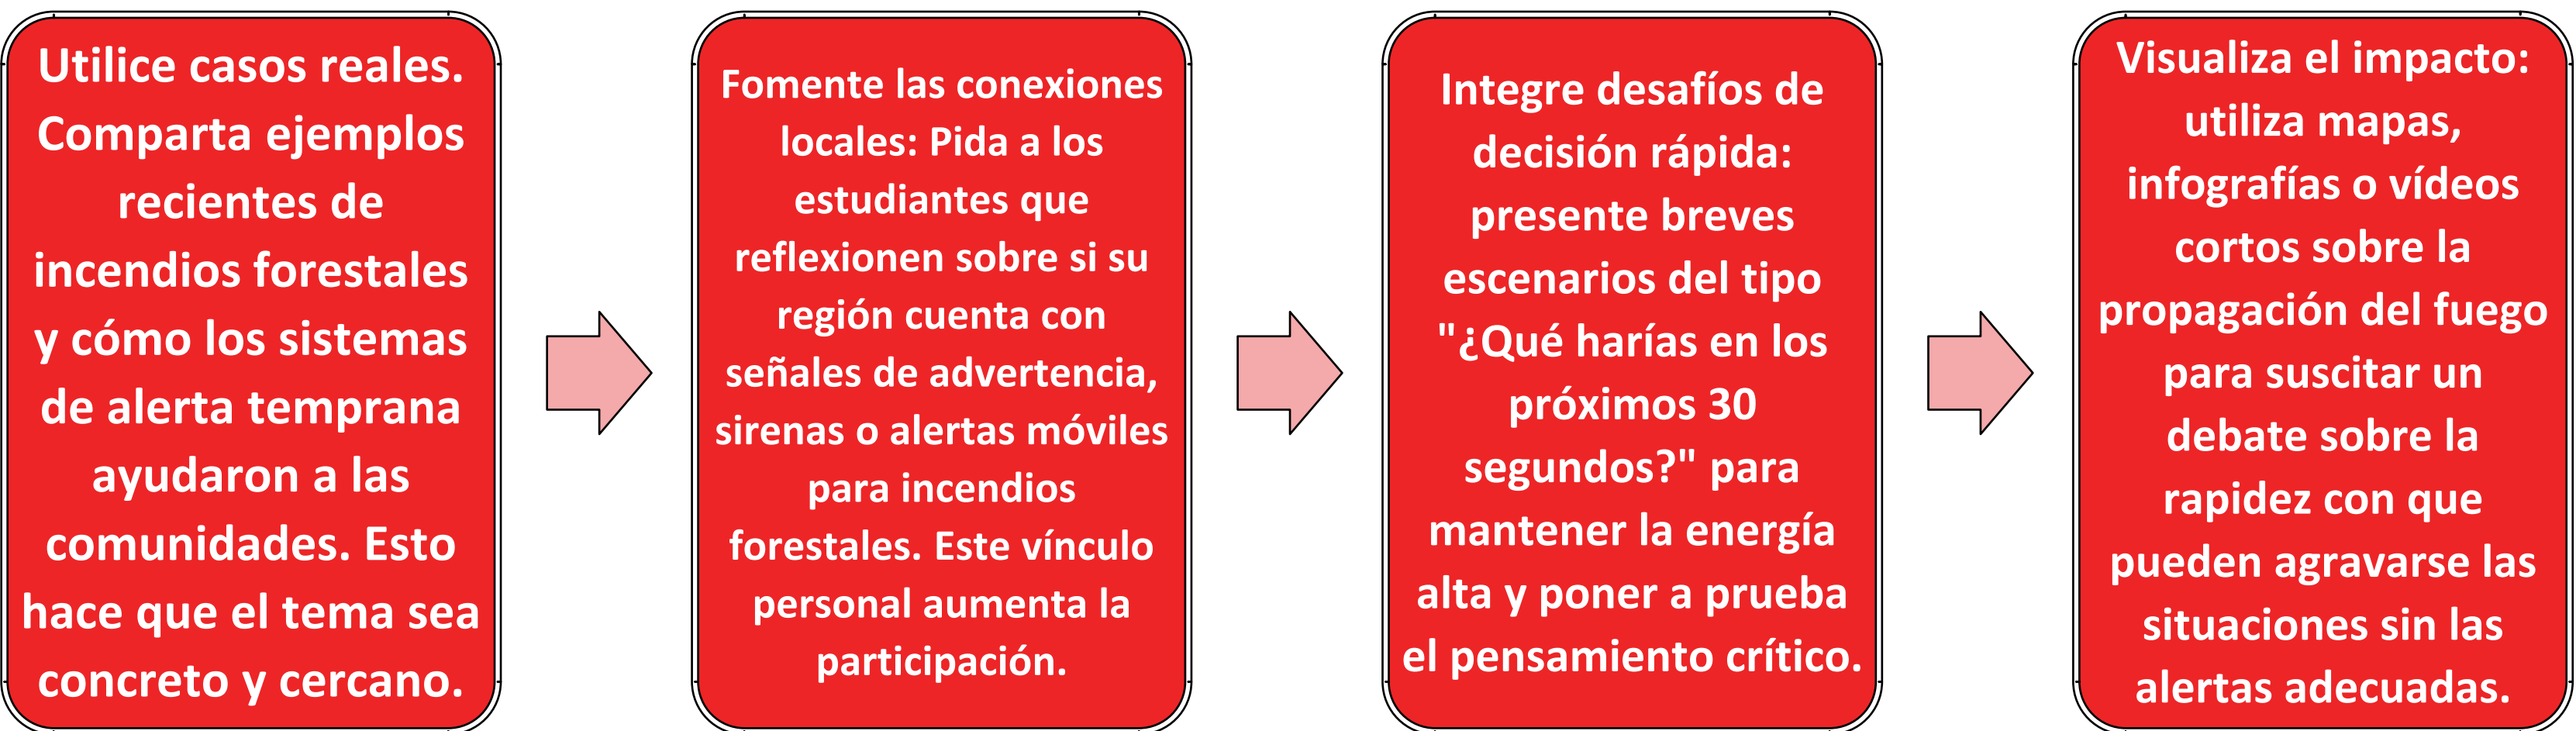 Utilice casos reales.
Comparta ejemplos
recientes de
incendios forestales
y cómo los sistemas
de alerta temprana
ayudaron a las
comunidades. Esto
hace que el tema sea
concreto y cercano.
Fomente las conexiones
locales: Pida a los
estudiantes que
reflexionen sobre si su
región cuenta con
señales de advertencia,
sirenas o alertas móviles
para incendios
forestales. Este vínculo
personal aumenta la
participación.
Integre desafíos de
decisión rápida:
presente breves
escenarios del tipo
"¿Qué harías en los
próximos 30
segundos?" para
mantener la energía
alta y poner a prueba
el pensamiento crítico.
Visualiza el impacto:
utiliza mapas,
infografías o vídeos
cortos sobre la
propagación del fuego
para suscitar un
debate sobre la
rapidez con que
pueden agravarse las
situaciones sin las
alertas adecuadas.